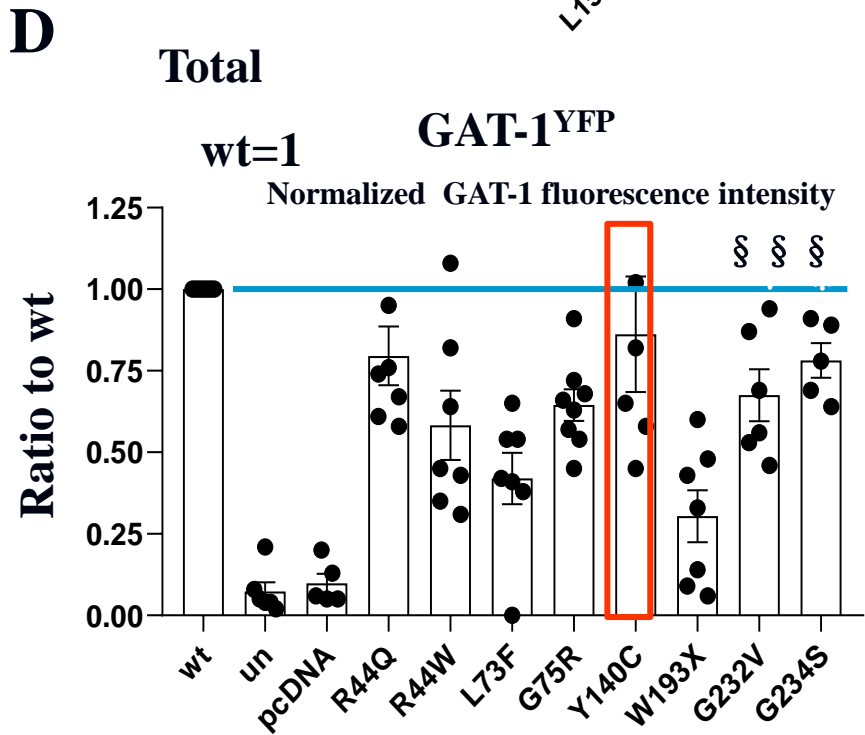 L15
D
Total
wt=1
GAT-1YFP
Normalized GAT-1 fluorescence intensity
§ § §
Ratio to wt
1.25
1.00
0.75
0.50
0.25
0.00
wt
un
pcDNA
R44Q
R44W
L73F
G75R
Y140C
W193X
G232V
G234S